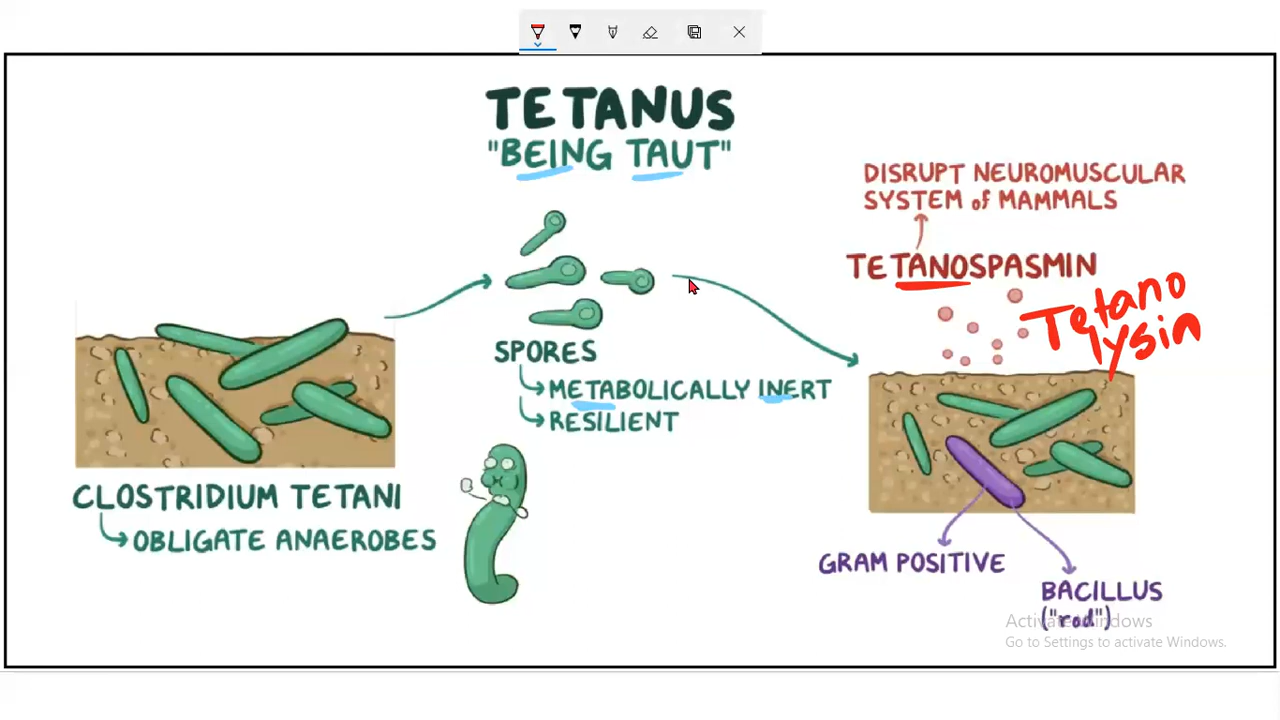 TETANUS
"BEING TAUT"
DISRUPT NEUROMUSCULAR
SYSTEM of MAMMALS
TETANOSPASMIN
Tetano
lysin
SPORES
METABOLICALLY INERT
RESILIENT
CLOSTRIDIUM TETANI
OBLIGATE ANAEROBES
GRAM POSITIVE
BACILLUS
("rod")
Activate Windows
Go to Settings to activate Windows.